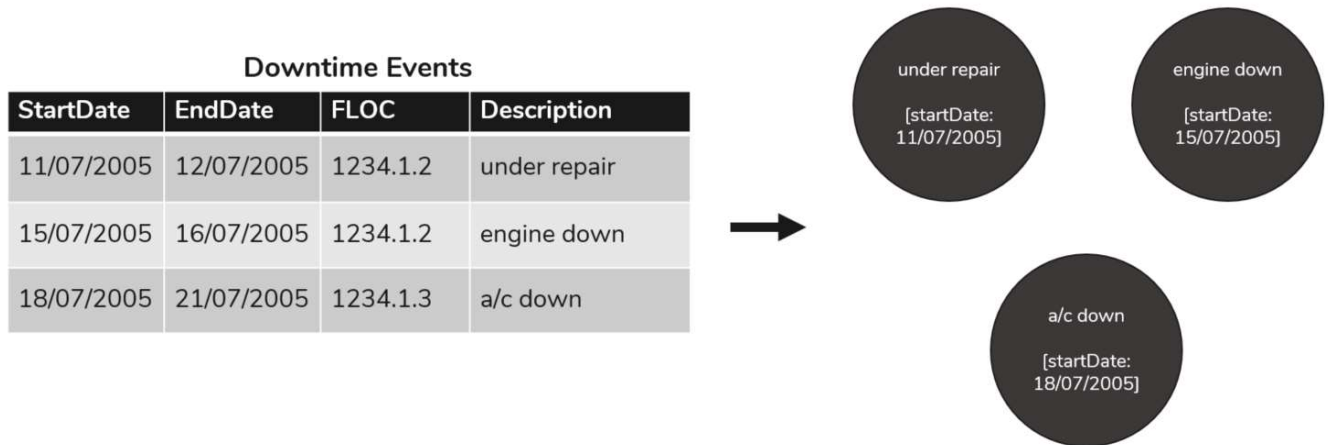 Downtime Events
StartDate EndDate FLOC Description
11/07/2005 12/07/2005 1234.1.2 under repair
15/07/2005 16/07/2005 1234.1.2 engine down
18/07/2005 21/07/2005 1234.1.3 a/c down
under repair
[startDate:
11/07/2005]
engine down
[startDate:
15/07/2005]
a/c down
[startDate:
18/07/2005]